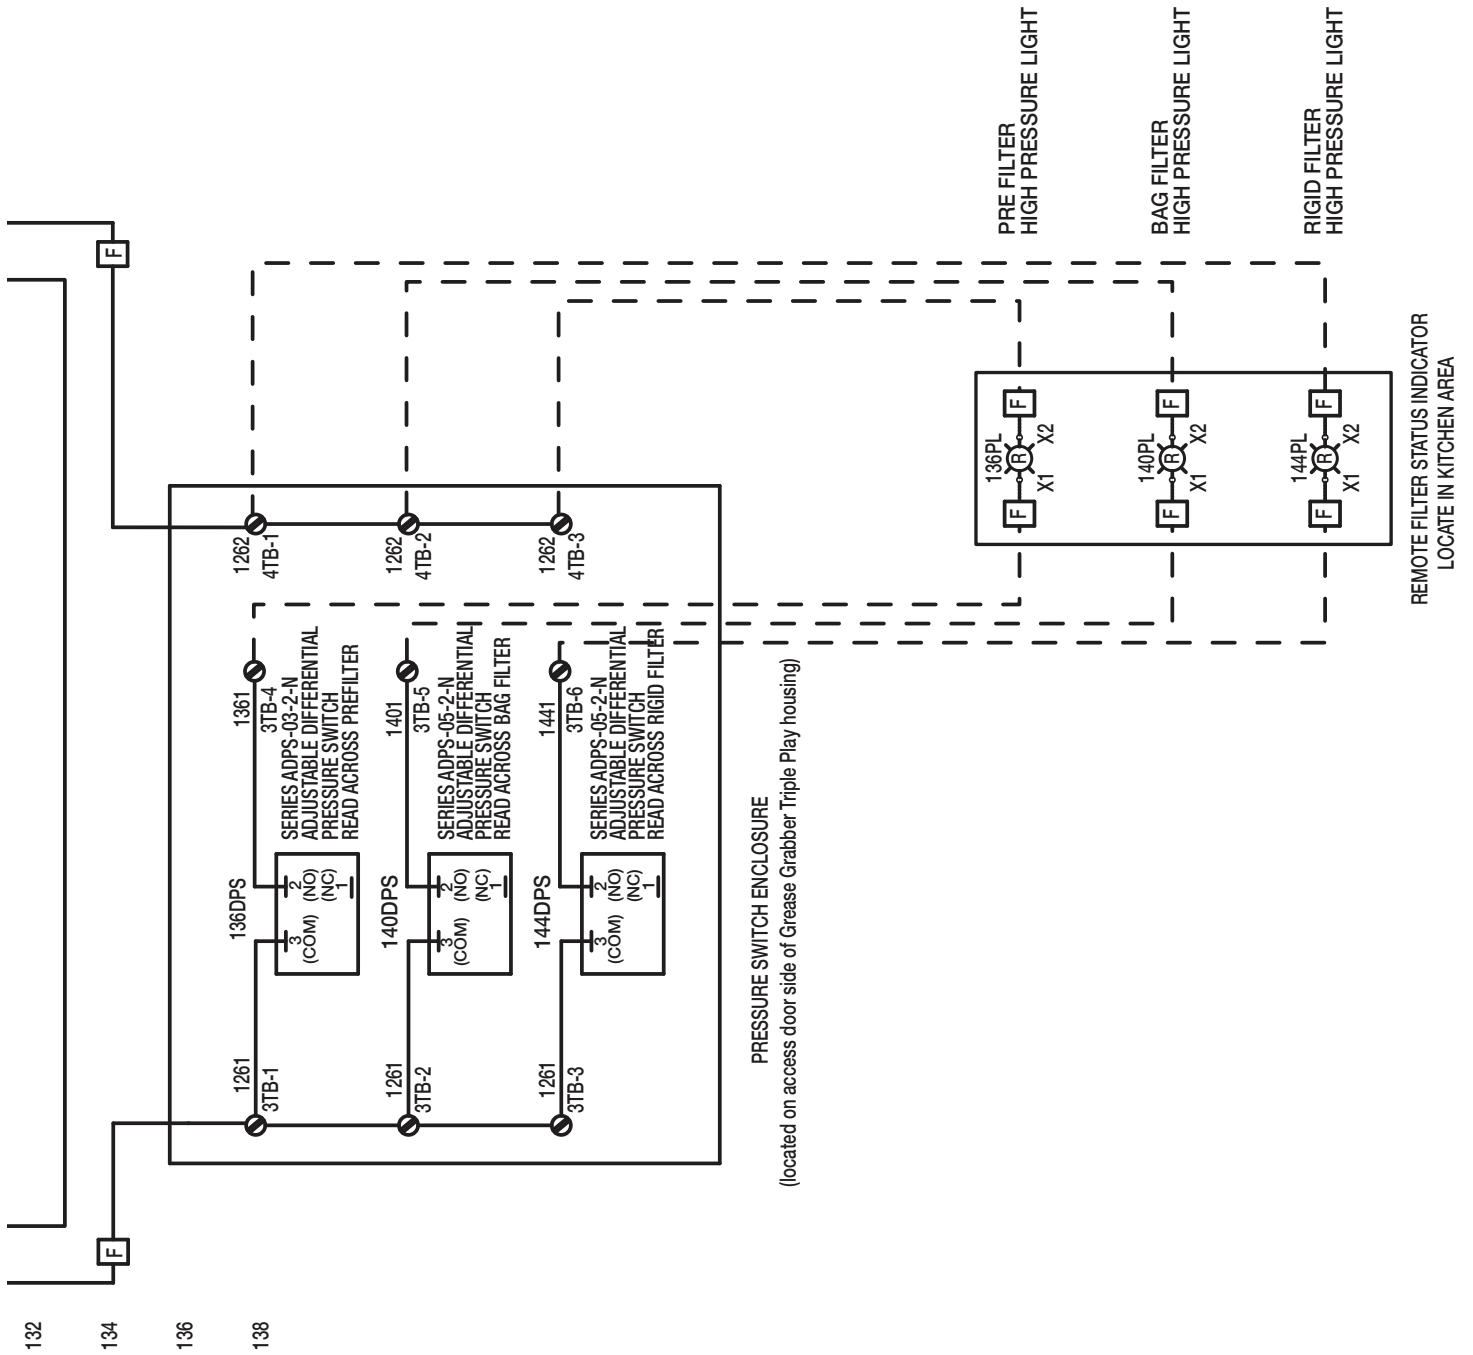 132
134
136
138
F
F
1261
3TB-1
136DPS
3
(COM)
2
(NO)
(NC)
1
1361
3TB-4
SERIES ADPS-03-2-N
ADJUSTABLE DIFFERENTIAL
PRESSURE SWITCH
READ ACROSS PREFILTER
1262
4TB-1
1261
3TB-2
140DPS
3
(COM)
2
(NO)
(NC)
1
1401
3TB-5
SERIES ADPS-05-2-N
ADJUSTABLE DIFFERENTIAL
PRESSURE SWITCH
READ ACROSS BAG FILTER
1262
4TB-2
1261
3TB-3
144DPS
3
(COM)
2
(NO)
(NC)
1
1441
3TB-6
SERIES ADPS-05-2-N
ADJUSTABLE DIFFERENTIAL
PRESSURE SWITCH
READ ACROSS RIGID FILTER
1262
4TB-3
PRESSURE SWITCH ENCLOSURE
(located on access door side of Grease Grabber Triple Play housing)
136PL
F
R
F
X1
X2
PRE FILTER
HIGH PRESSURE LIGHT
140PL
F
R
F
X1
X2
BAG FILTER
HIGH PRESSURE LIGHT
144PL
F
R
F
X1
X2
RIGID FILTER
HIGH PRESSURE LIGHT
REMOTE FILTER STATUS INDICATOR
LOCATE IN KITCHEN AREA